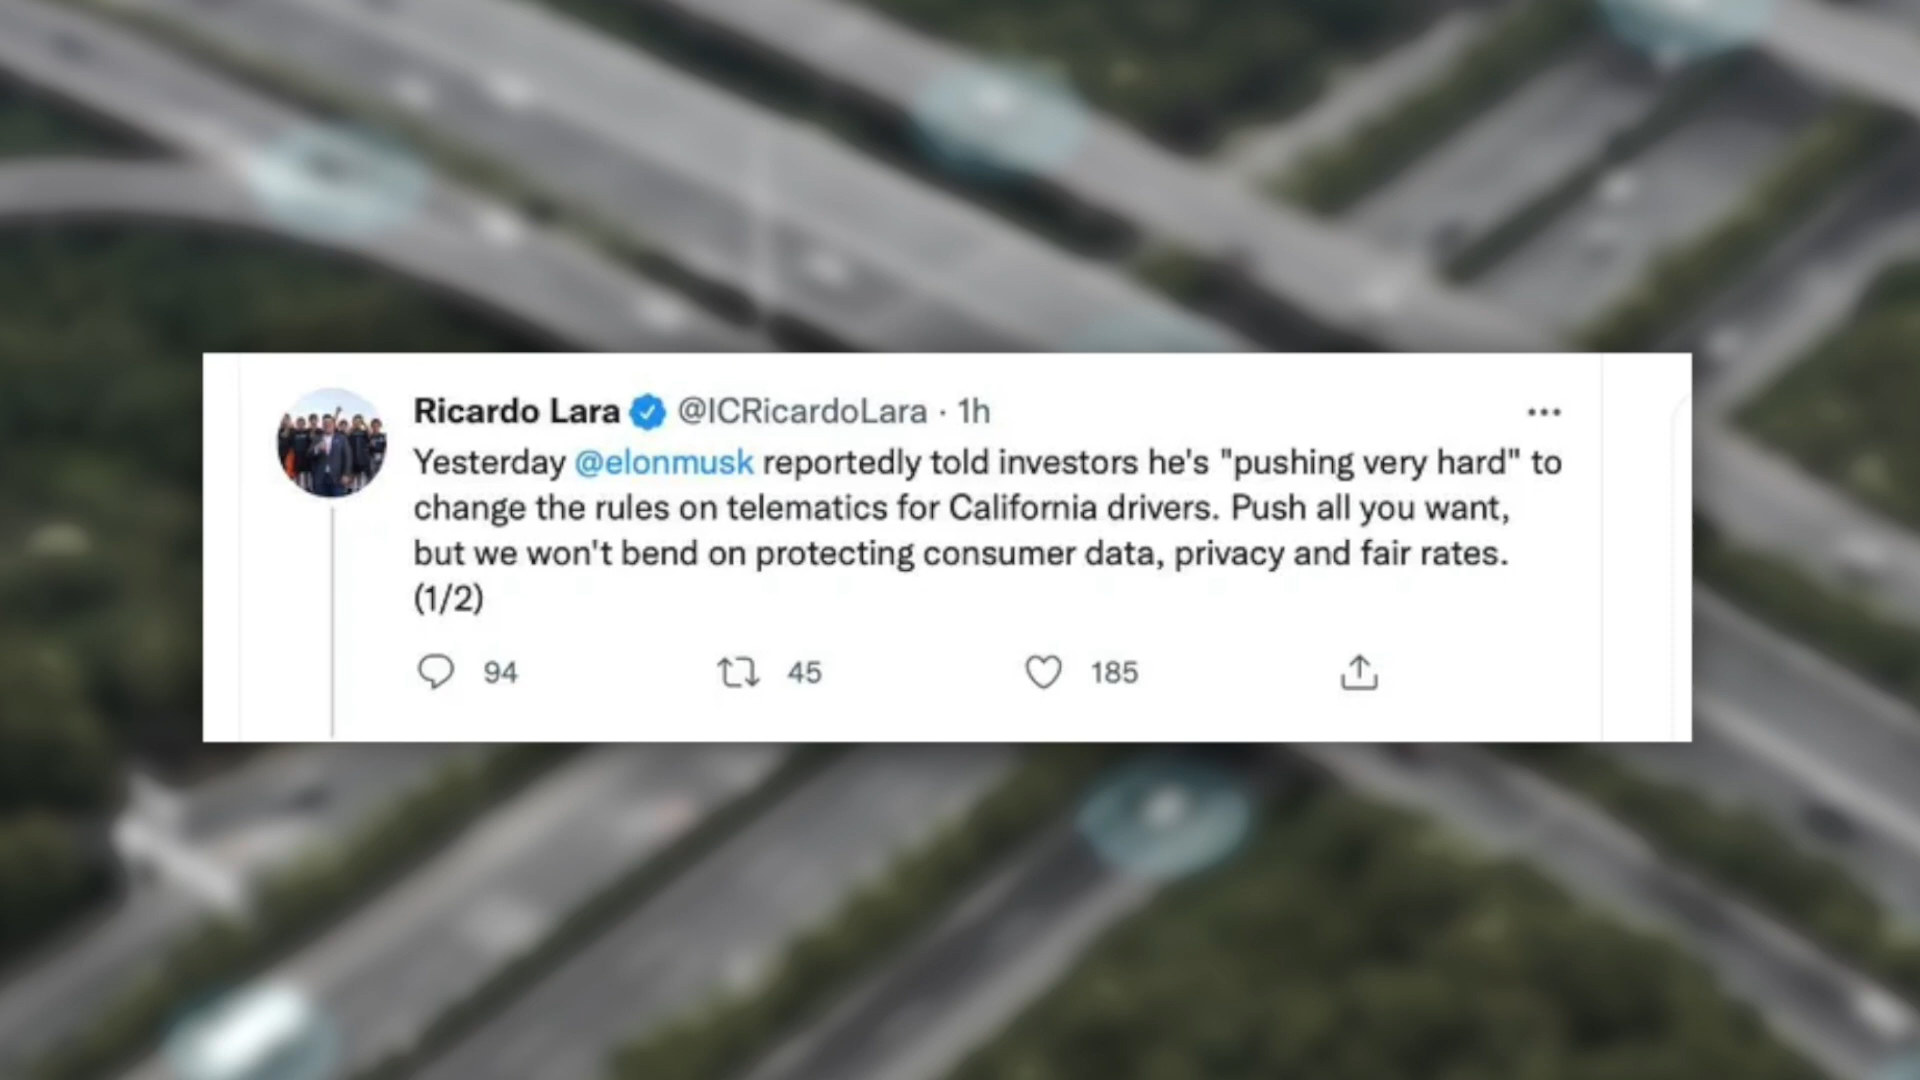 Ricardo Lara @ICRicardoLara · 1h
Yesterday @elonmusk reportedly told investors he's "pushing very hard" to
change the rules on telematics for California drivers. Push all you want,
but we won't bend on protecting consumer data, privacy and fair rates.
(1/2)
94 45 185